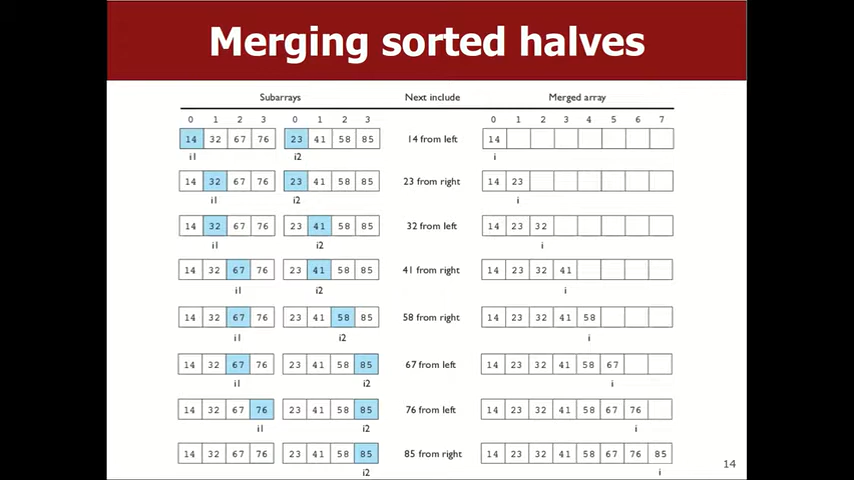 Merging sorted halves
Subarrays Next include Merged array
0 1 2 3 0 1 2 3 0 1 2 3 4 5 6 7
14 32 67 76 23 41 58 85 14 from left 14
i1 i2 i
14 32 67 76 23 41 58 85 23 from right 14 23
i1 i2 i
14 32 67 76 23 41 58 85 32 from left 14 23 32
i1 i2 i
14 32 67 76 23 41 58 85 41 from right 14 23 32 41
i1 i2 i
14 32 67 76 23 41 58 85 58 from right 14 23 32 41 58
i1 i2 i
14 32 67 76 23 41 58 85 67 from left 14 23 32 41 58 67
i1 i2 i
14 32 67 76 23 41 58 85 76 from left 14 23 32 41 58 67 76
i1 i2 i
14 32 67 76 23 41 58 85 85 from right 14 23 32 41 58 67 76 85
i2 i
14